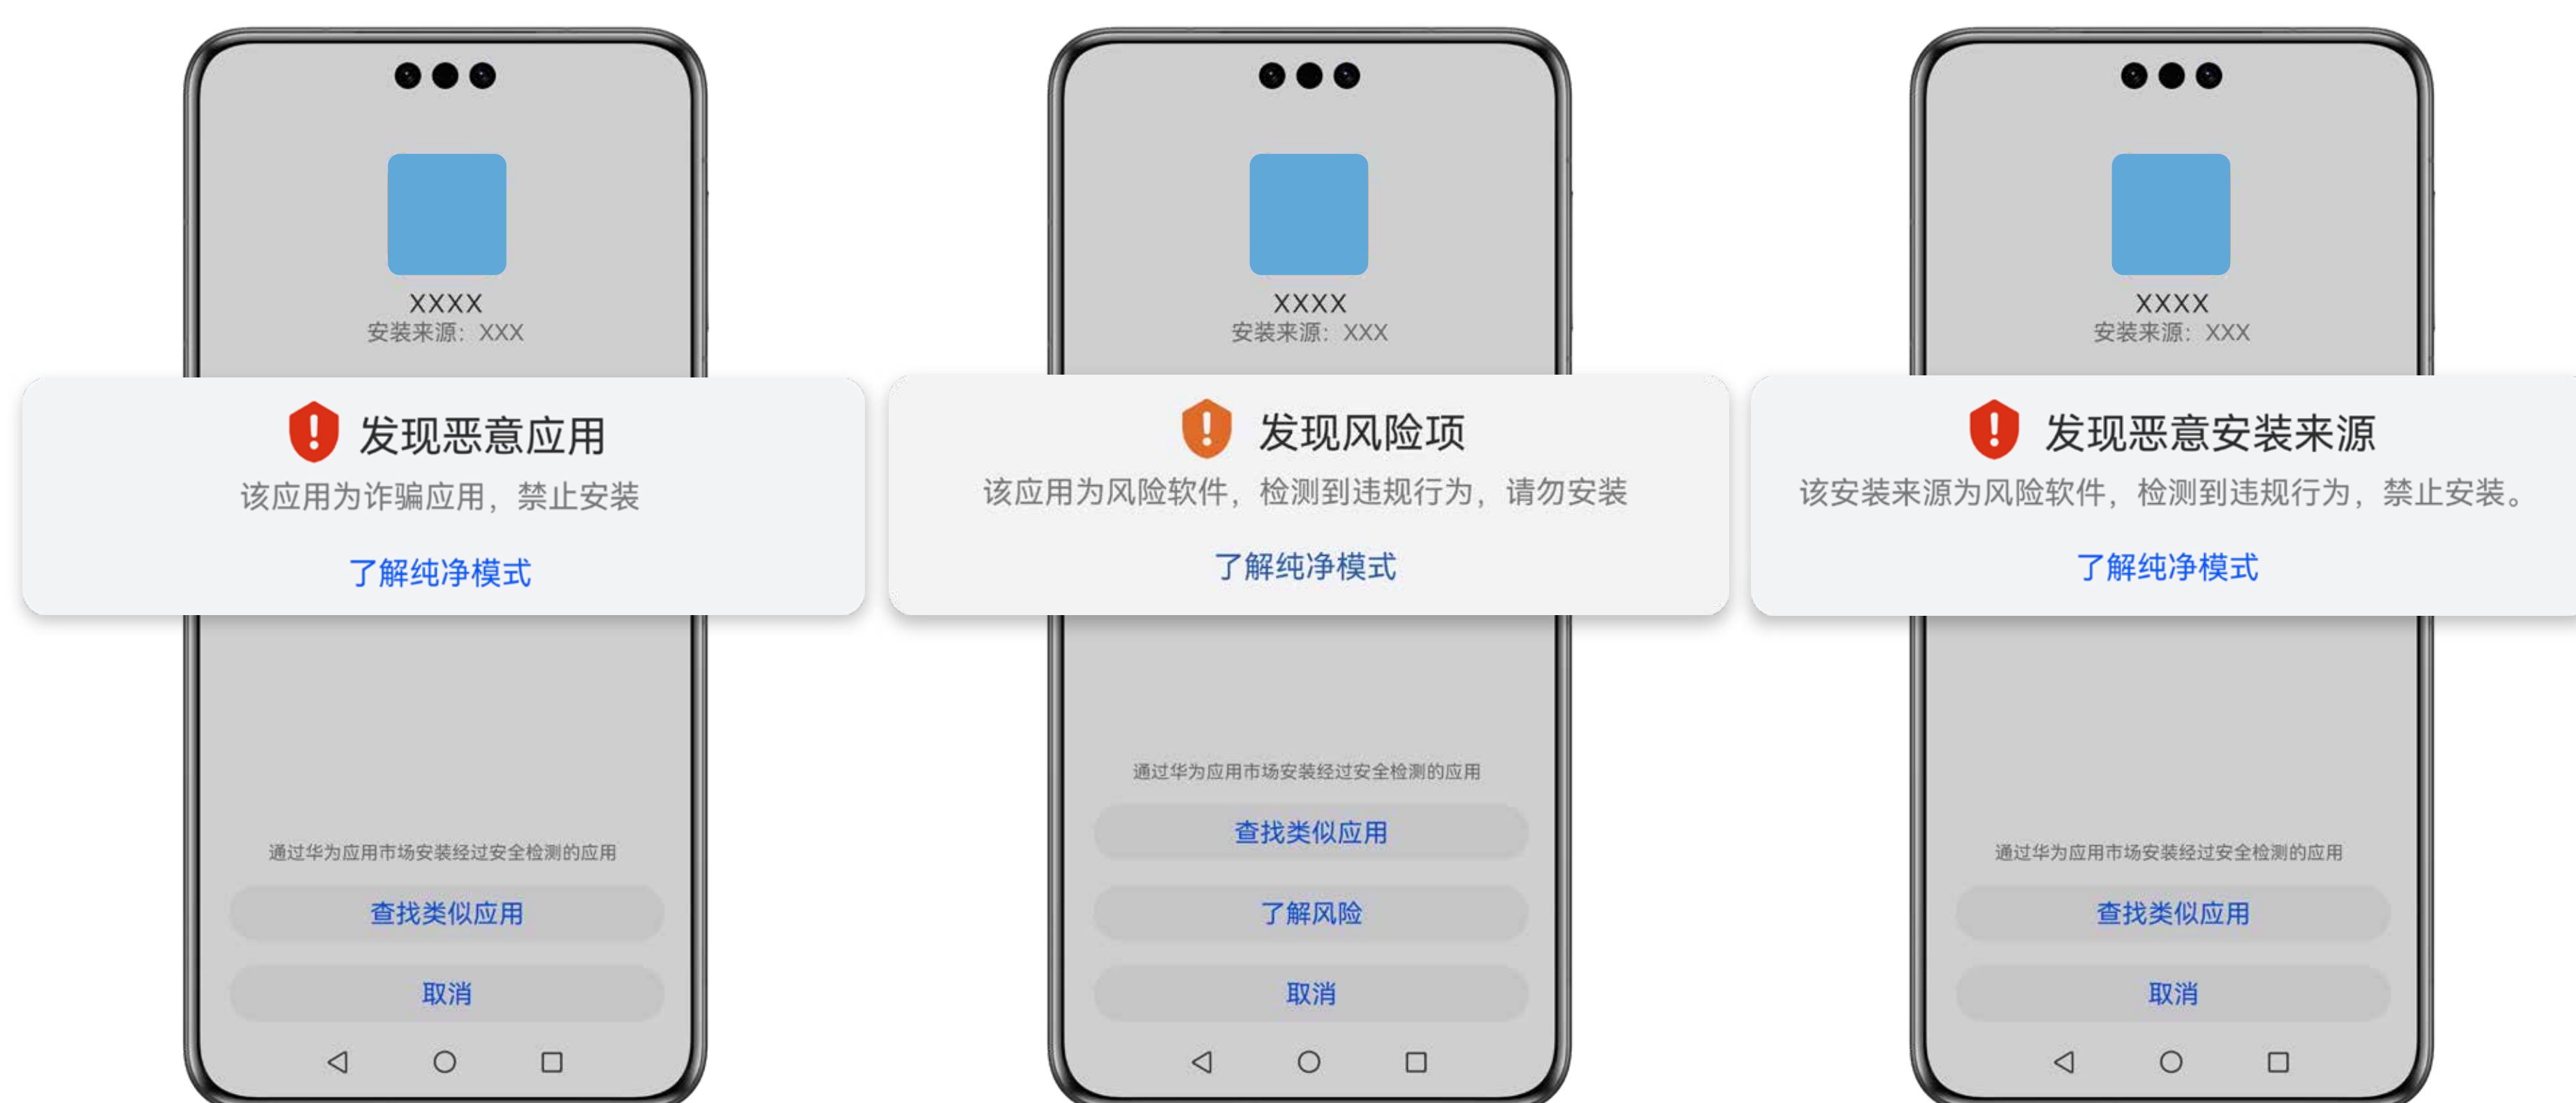 XXXX
安装来源：XXX
发现恶意应用
该应用为诈骗应用，禁止安装
了解纯净模式
通过华为应用市场安装经过安全检测的应用
查找类似应用
取消
XXXX
安装来源：XXX
发现风险项
该应用为风险软件，检测到违规行为，请勿安装
了解纯净模式
通过华为应用市场安装经过安全检测的应用
查找类似应用
了解风险
取消
XXXX
安装来源：XXX
发现恶意安装来源
该安装来源为风险软件，检测到违规行为，禁止安装。
了解纯净模式
通过华为应用市场安装经过安全检测的应用
查找类似应用
取消